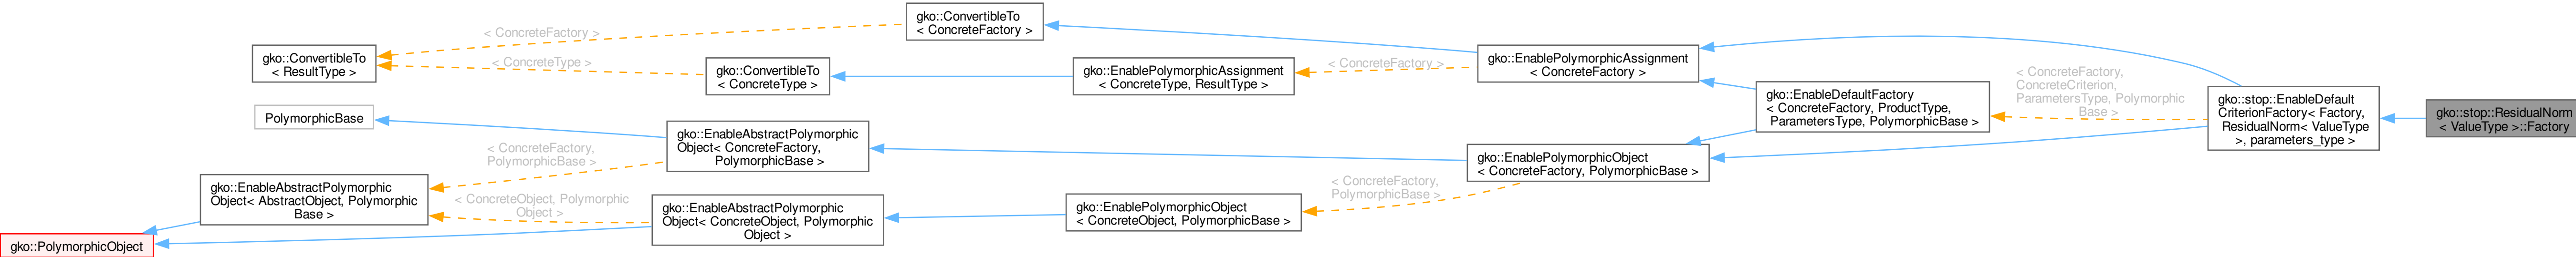 gko::ConvertibleTo
< ConcreteFactory >
< ConcreteFactory >
gko::ConvertibleTo
< ResultType >
< ConcreteType >
gko::ConvertibleTo
< ConcreteType >
gko::EnablePolymorphicAssignment
< ConcreteType, ResultType >
< ConcreteFactory >
gko::EnablePolymorphicAssignment
< ConcreteFactory >
PolymorphicBase
gko::EnableAbstractPolymorphic
Object< ConcreteFactory,
PolymorphicBase >
gko::EnableDefaultFactory
< ConcreteFactory, ProductType,
ParametersType, PolymorphicBase >
< ConcreteFactory,
ConcreteCriterion,
ParametersType, Polymorphic
Base >
gko::stop::EnableDefault
CriterionFactory< Factory,
ResidualNorm< ValueType
>, parameters_type >
gko::stop::ResidualNorm
< ValueType >::Factory
< ConcreteFactory,
PolymorphicBase >
gko::EnablePolymorphicObject
< ConcreteFactory, PolymorphicBase >
gko::EnableAbstractPolymorphic
Object< AbstractObject, Polymorphic
Base >
< ConcreteObject, Polymorphic
Object >
gko::EnableAbstractPolymorphic
Object< ConcreteObject, Polymorphic
Object >
gko::EnablePolymorphicObject
< ConcreteObject, PolymorphicBase >
< ConcreteFactory,
PolymorphicBase >
gko::PolymorphicObject